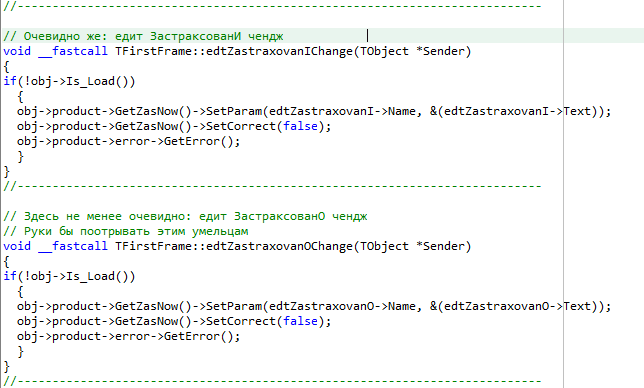 //--------------------------------------------------------------------------
// Очевидно же: едит ЗастраксованИ чендж
void __fastcall TFirstFrame::edtZastraxovanIChange(TObject *Sender)
{
if(!obj->Is_Load())
{
obj->product->GetZasNow()->SetParam(edtZastraxovanI->Name, &(edtZastraxovanI->Text));
obj->product->GetZasNow()->SetCorrect(false);
obj->product->error->GetError();
}
}
//--------------------------------------------------------------------------
// Здесь не менее очевидно: едит ЗастраксованО чендж
// Руки бы поотрывать этим умельцам
void __fastcall TFirstFrame::edtZastraxovanOChange(TObject *Sender)
{
if(!obj->Is_Load())
{
obj->product->GetZasNow()->SetParam(edtZastraxovanO->Name, &(edtZastraxovanO->Text));
obj->product->GetZasNow()->SetCorrect(false);
obj->product->error->GetError();
}
}
//--------------------------------------------------------------------------